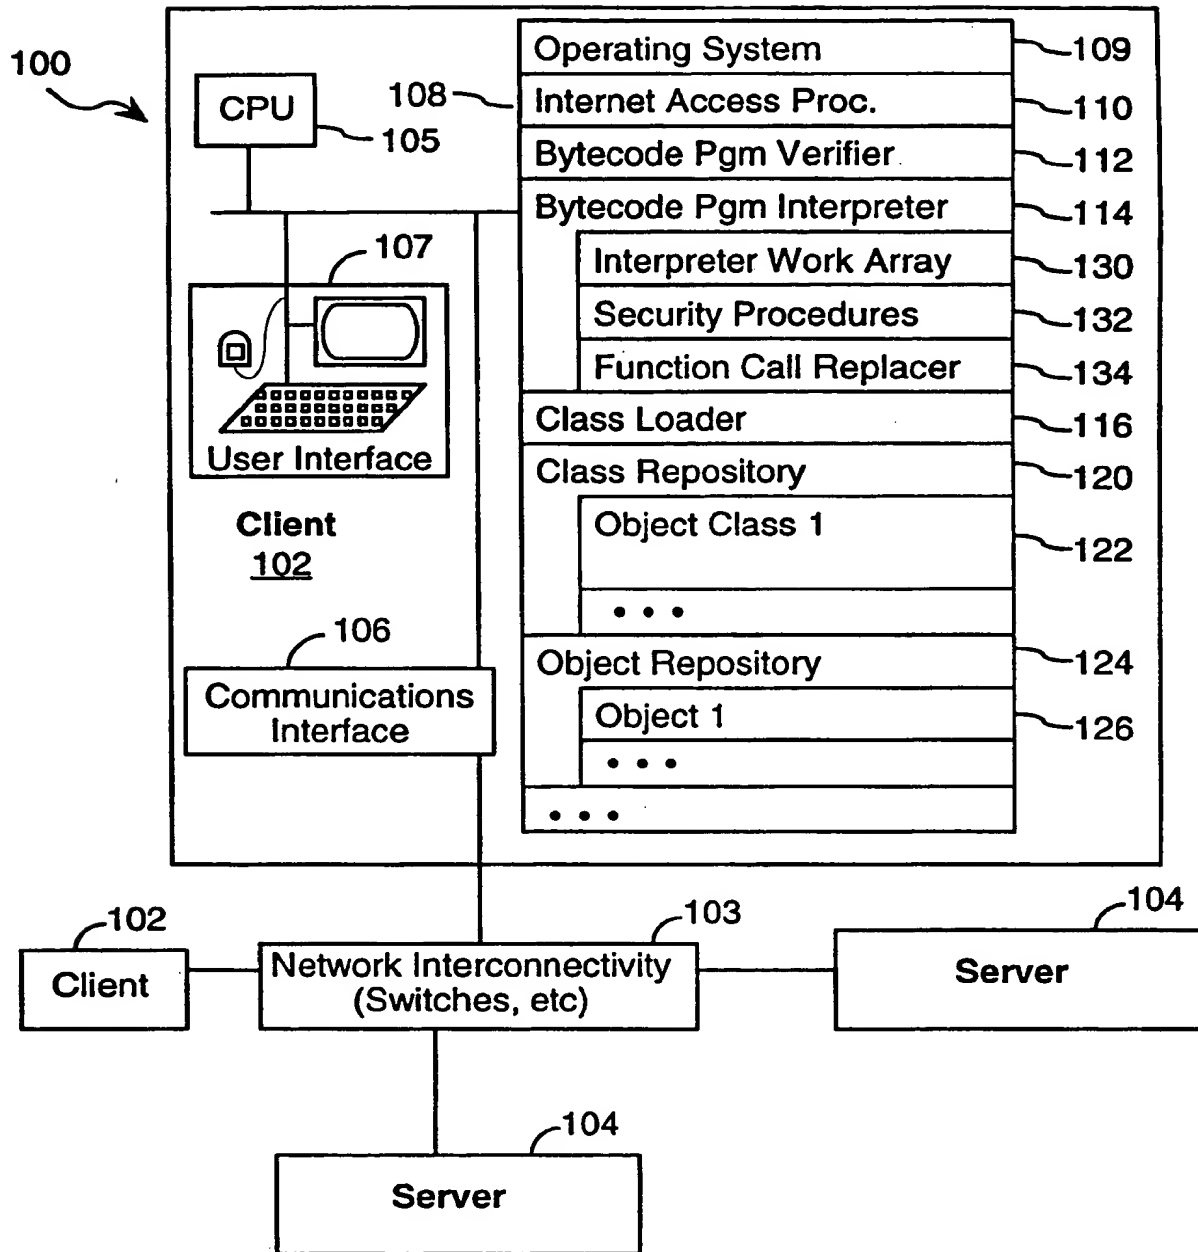 100
CPU
105
108
Operating System
109
Internet Access Proc.
110
Bytecode Pgm Verifier
112
Bytecode Pgm Interpreter
114
Interpreter Work Array
130
Security Procedures
132
Function Call Replacer
134
Class Loader
116
Class Repository
120
Object Class 1
122
• • •
Object Repository
124
Object 1
126
• • •
• • •
107
User Interface
Client
102
106
Communications
Interface
102
Client
103
Network Interconnectivity
(Switches, etc)
104
Server
104
Server